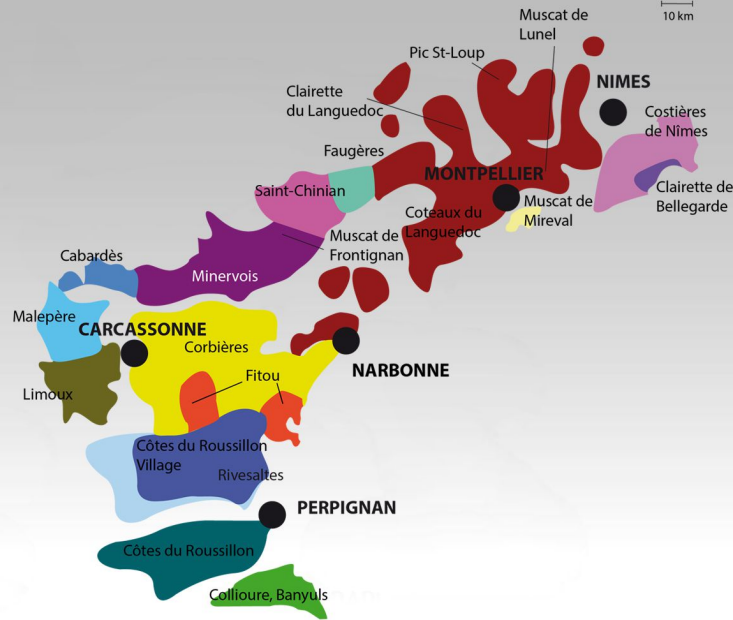 10 km
Muscat de
Lunel
Pic St-Loup
NIMES
Clairette
du Languedoc
Costières
de Nîmes
Faugères
MONTPELLIER
Saint-Chinian
Clairette de
Bellegarde
Muscat de
Mireval
Coteaux du
Languedoc
Muscat de
Frontignan
Cabardès
Minervois
Malepère
CARCASSONNE
Corbières
NARBONNE
Fitou
Limoux
Côtes du Roussillon
Village
Rivesaltes
PERPIGNAN
Côtes du Roussillon
Collioure, Banyuls